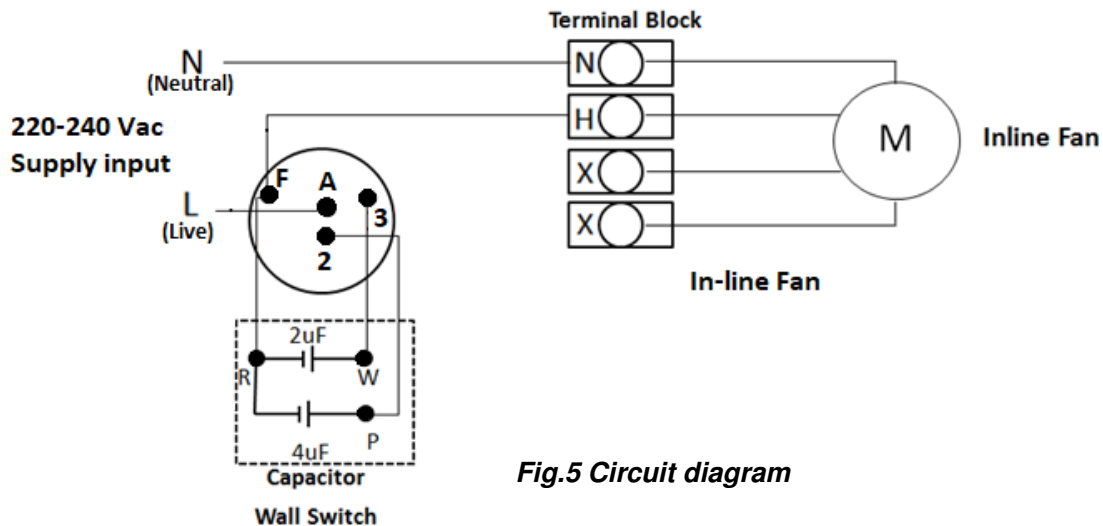 Terminal Block
N
(Neutral)
N
H
220-240 Vac
Supply input
M
Inline Fan
X
F
A
L
(Live)
3
X
2
In-line Fan
2uF
R
W
P
4uF
Capacitor
Wall Switch
Fig.5 Circuit diagram